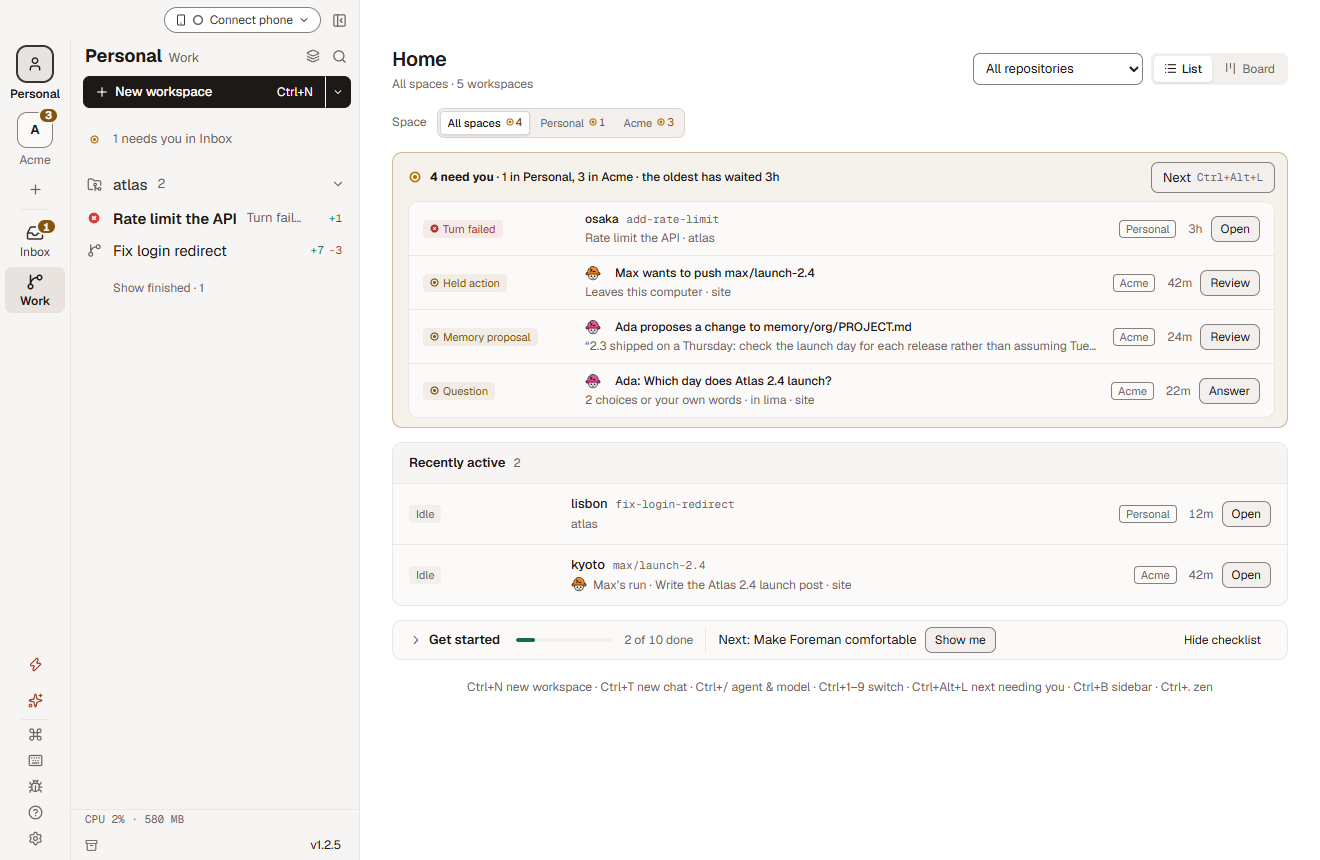 Connect phone
Personal
3
A
Acme
1
Inbox
Work
Personal Work
New workspace Ctrl+N
1 needs you in Inbox
atlas 2
Rate limit the API Turn fail... +1
Fix login redirect +7 -3
Show finished · 1
CPU 2% · 580 MB
v1.2.5
Home
All spaces · 5 workspaces
All repositories
List
Board
Space
All spaces 4
Personal 1
Acme 3
4 need you · 1 in Personal, 3 in Acme · the oldest has waited 3h
Next Ctrl+Alt+L
Turn failed
osaka add-rate-limit
Rate limit the API · atlas
Personal 3h Open
Held action
Max wants to push max/launch-2.4
Leaves this computer · site
Acme 42m Review
Memory proposal
Ada proposes a change to memory/org/PROJECT.md
“2.3 shipped on a Thursday: check the launch day for each release rather than assuming Tue...
Acme 24m Review
Question
Ada: Which day does Atlas 2.4 launch?
2 choices or your own words · in lima · site
Acme 22m Answer
Recently active 2
Idle
lisbon fix-login-redirect
atlas
Personal 12m Open
Idle
kyoto max/launch-2.4
Max's run · Write the Atlas 2.4 launch post · site
Acme 42m Open
Get started 2 of 10 done Next: Make Foreman comfortable Show me Hide checklist
Ctrl+N new workspace · Ctrl+T new chat · Ctrl+/ agent & model · Ctrl+1–9 switch · Ctrl+Alt+L next needing you · Ctrl+B sidebar · Ctrl+. zen